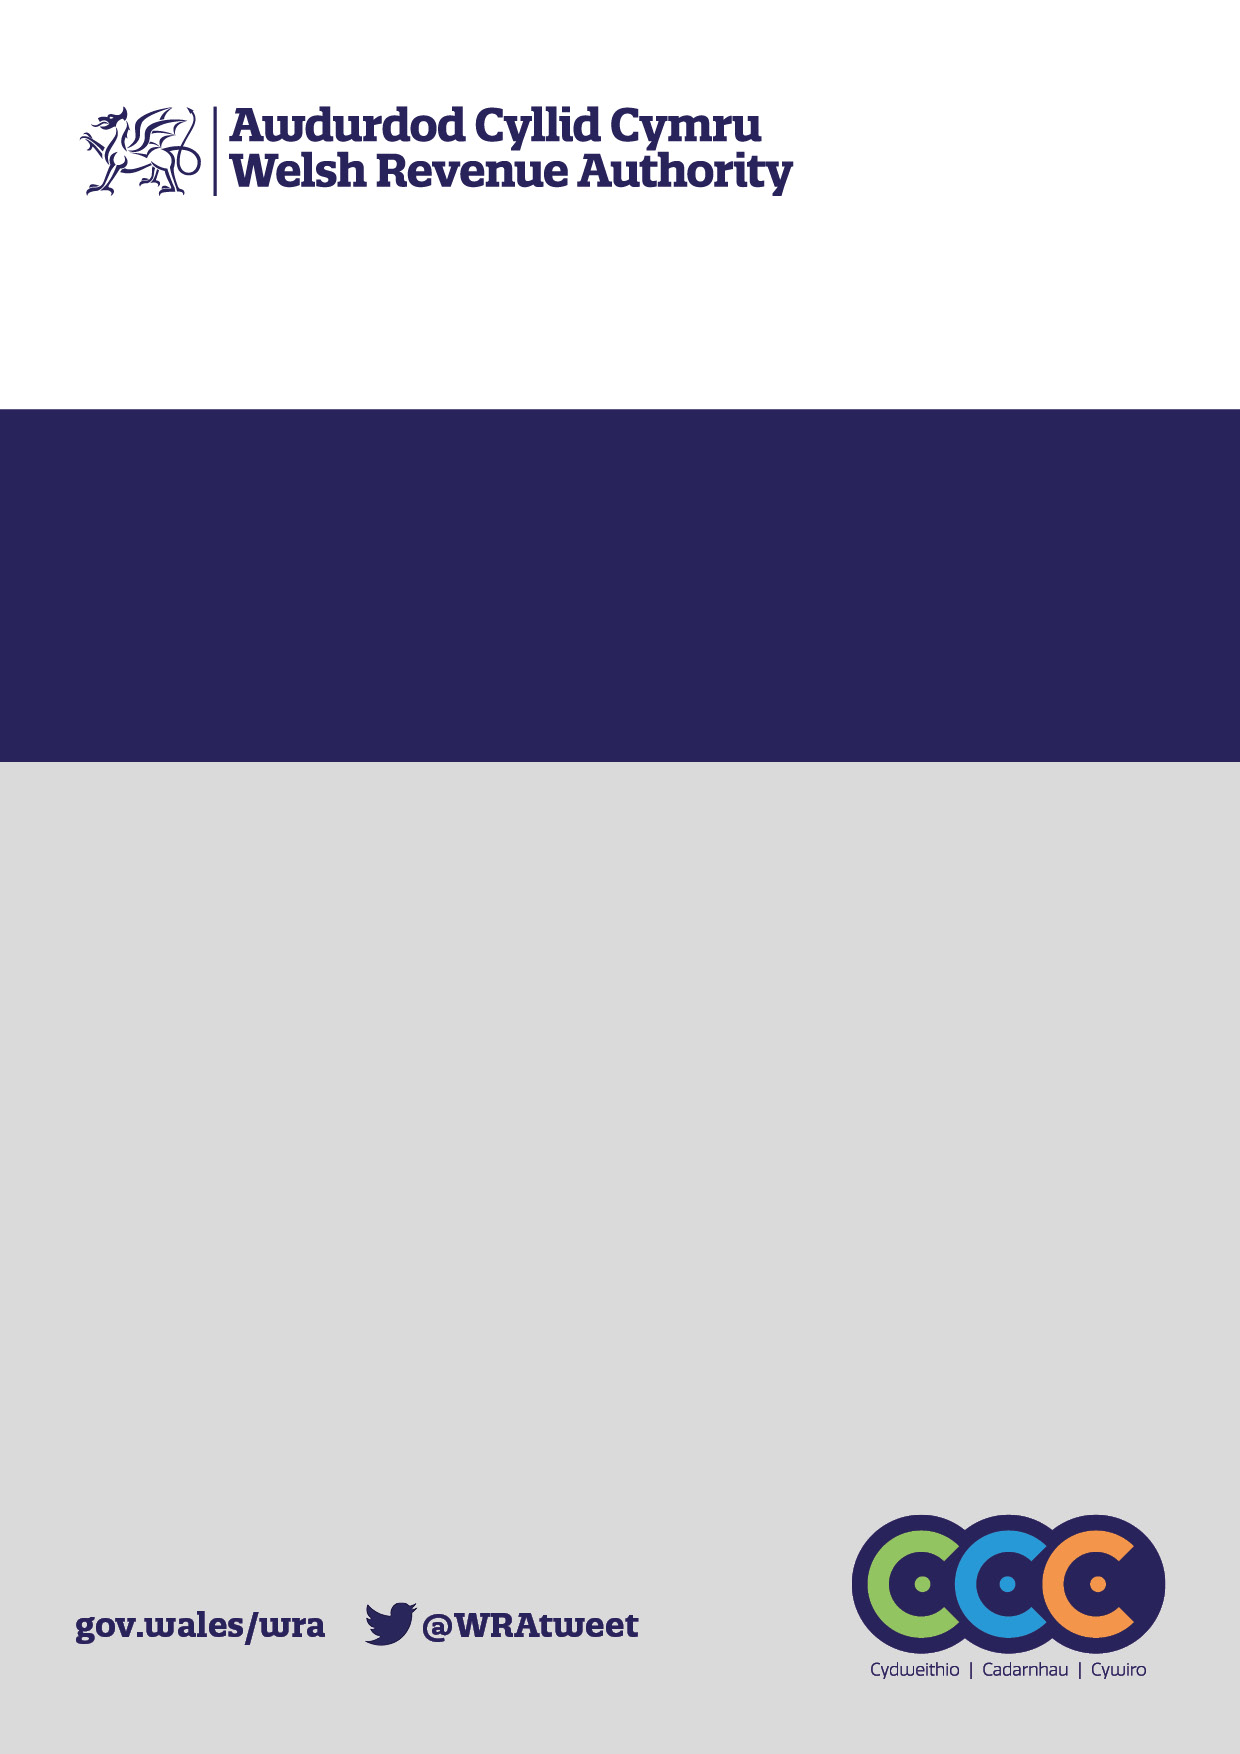 Awdurdod Cyllid Cymru
Welsh Revenue Authority
gov.wales/wra @WRAtweet
Cydweithio | Cadarnhau | Cywiro